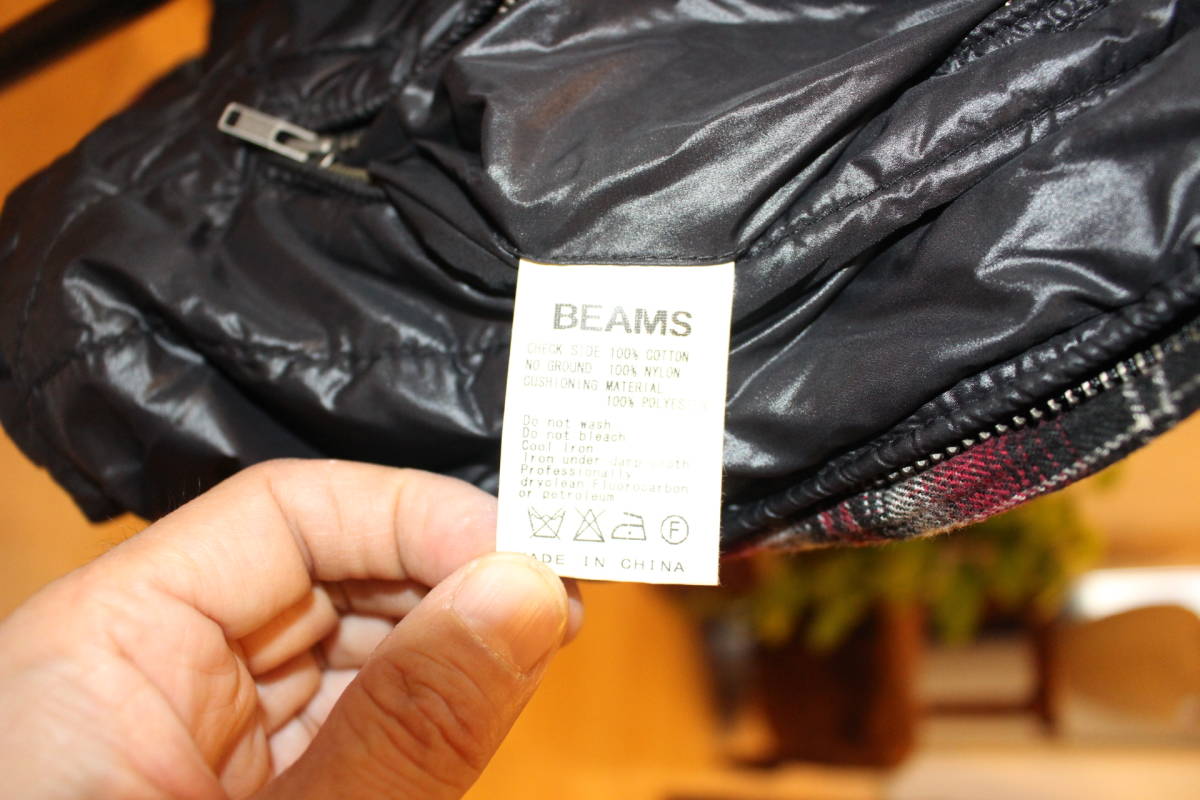 BEAMS
CHECK SIDE 100% COTTON
NO GROUND 100% NYLON
CUSHIONING MATERIAL
100% POLYESTER
Do not wash
Do not bleach
Cool Iron
Iron under damp cloth
Professionally
dryclean Fluorocarbon
or petroleum
F
ADE IN CHINA